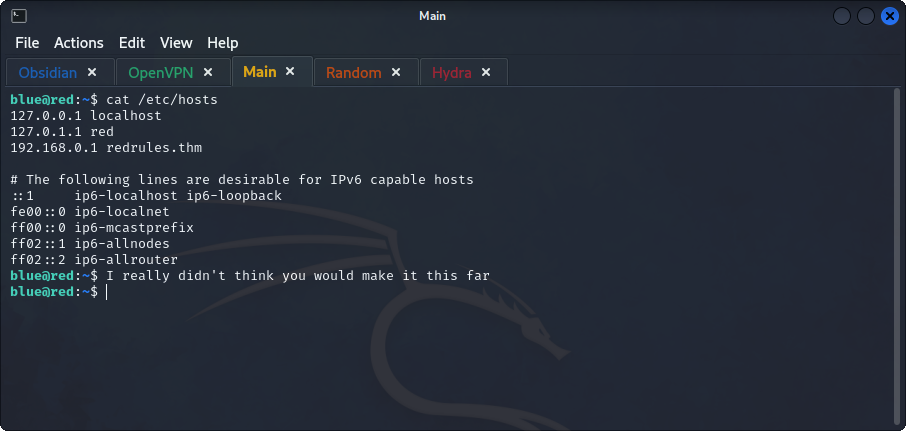 Main
File Actions Edit View Help
Obsidian × OpenVPN × Main × Random × Hydra ×
blue@red:~$ cat /etc/hosts
127.0.0.1 localhost
127.0.1.1 red
192.168.0.1 redrules.thm
# The following lines are desirable for IPv6 capable hosts
::1     ip6-localhost ip6-loopback
fe00::0 ip6-localnet
ff00::0 ip6-mcastprefix
ff02::1 ip6-allnodes
ff02::2 ip6-allrouter
blue@red:~$ I really didn't think you would make it this far
blue@red:~$